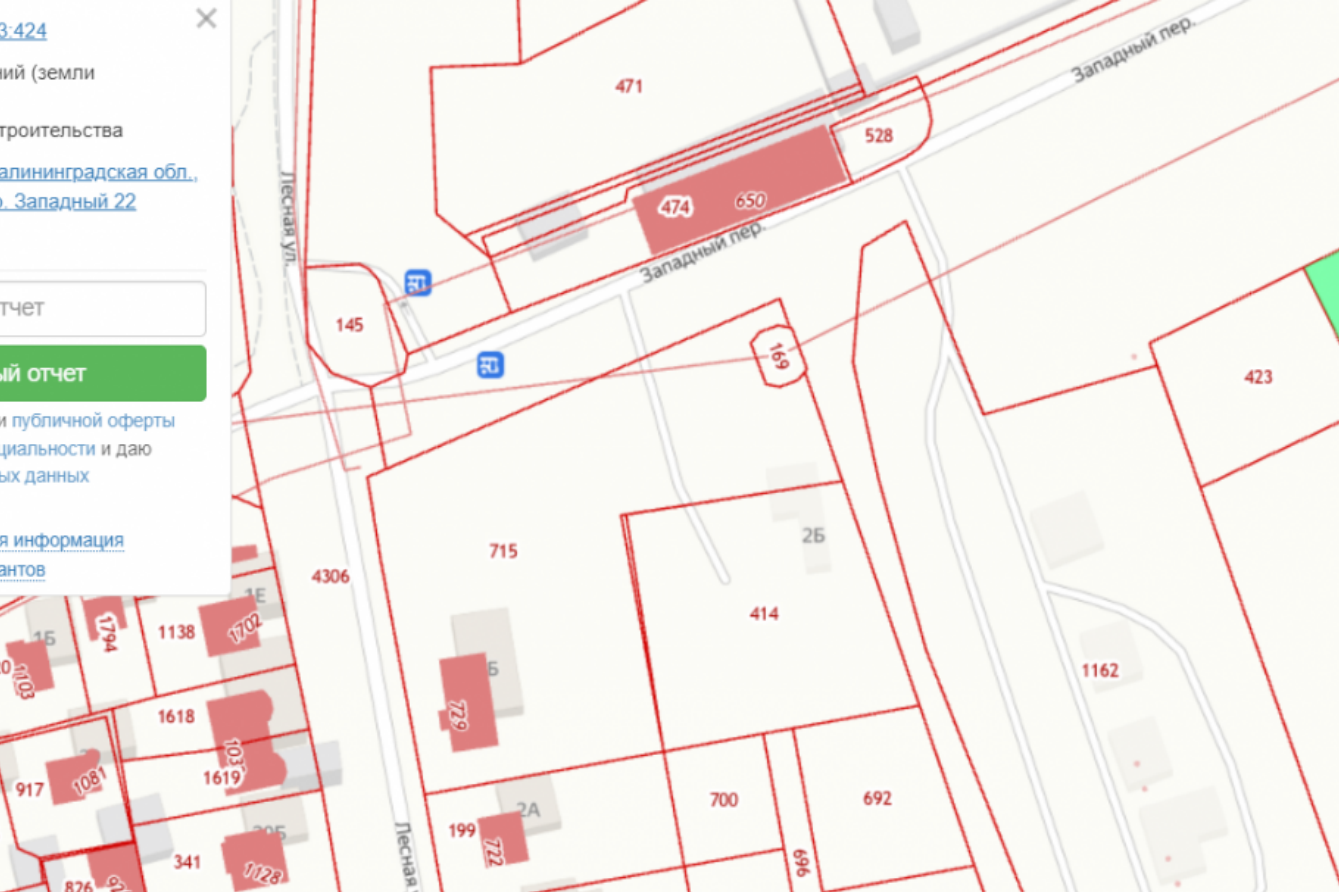 3:424
ний (земли
троительства
алининградская обл.,
Западный 22
тчет
ый отчет
и публичной оферты
циальности и даю
ых данных
я информация
антов
471
528
474
650
Западный пер.
Западный пер.
Лесная ул.
145
169
423
715
2Б
4306
414
1Е
1702
1138
1794
1Б
1103
1618
Б
729
1162
1619
917
1081
2А
199
722
700
692
696
341
20Б
1128
826
Лесная